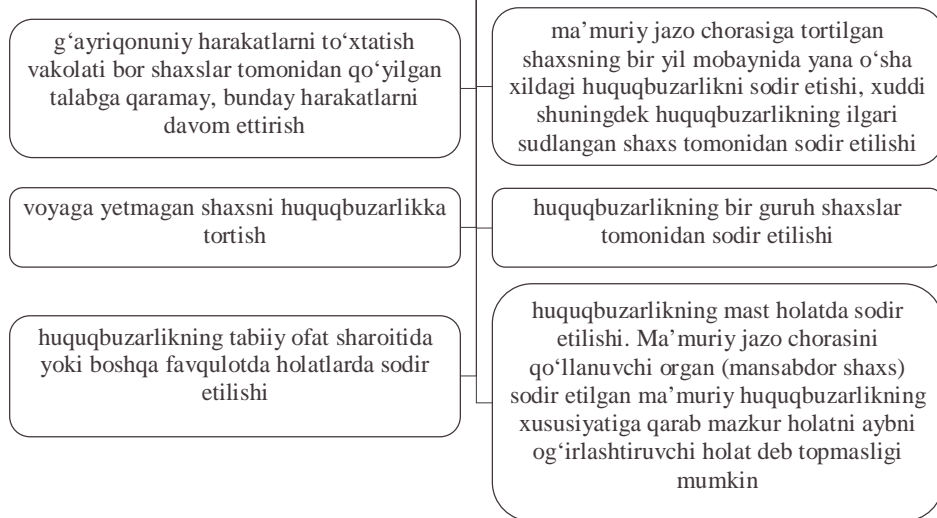 g‘ayriqonuniy harakatlarni to‘xtatish
vakolati bor shaxslar tomonidan qo‘yilgan
talabga qaramay, bunday harakatlarni
davom ettirish
ma’muriy jazo chorasiga tortilgan
shaxsning bir yil mobaynida yana o‘sha
xildagi huquqbuzarlikni sodir etishi, xuddi
shuningdek huquqbuzarlikning ilgari
sudlangan shaxs tomonidan sodir etilishi
voyaga yetmagan shaxsni huquqbuzarlikka
tortish
huquqbuzarlikning bir guruh shaxslar
tomonidan sodir etilishi
huquqbuzarlikning tabiiy ofat sharoitida
yoki boshqa favqulotda holatlarda sodir
etilishi
huquqbuzarlikning mast holatda sodir
etilishi. Ma’muriy jazo chorasini
qo‘llanuvchi organ (mansabdor shaxs)
sodir etilgan ma’muriy huquqbuzarlikning
xususiyatiga qarab mazkur holatni aybni
og‘irlashtiruvchi holat deb topmasligi
mumkin